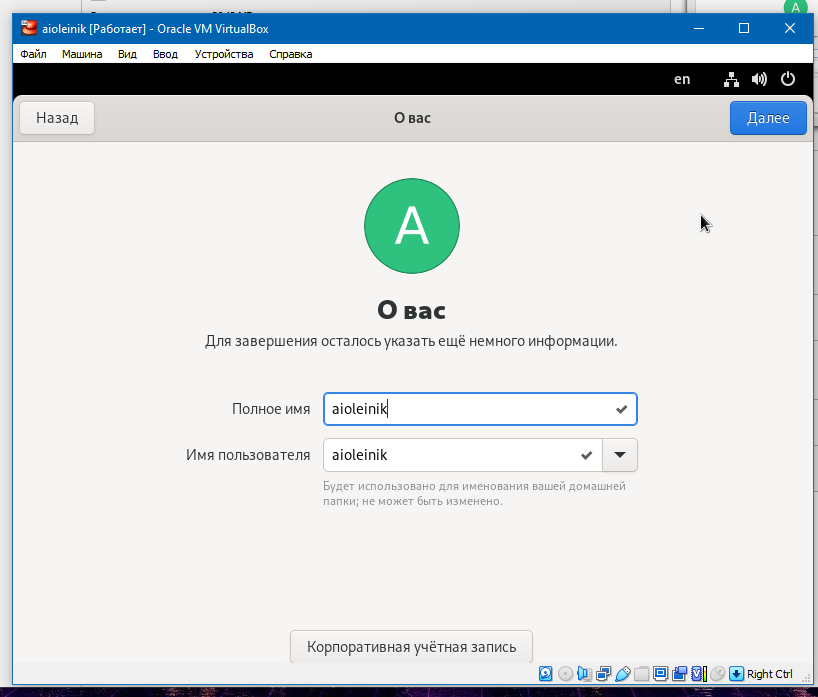 A
aioleinik [Работает] - Oracle VM VirtualBox
Файл Машина Вид Ввод Устройства Справка
en
Назад О вас Далее
A
О вас
Для завершения осталось указать ещё немного информации.
Полное имя aioleinik
Имя пользователя aioleinik
Будет использовано для именования вашей домашней
папки; не может быть изменено.
Корпоративная учётная запись
Right Ctrl